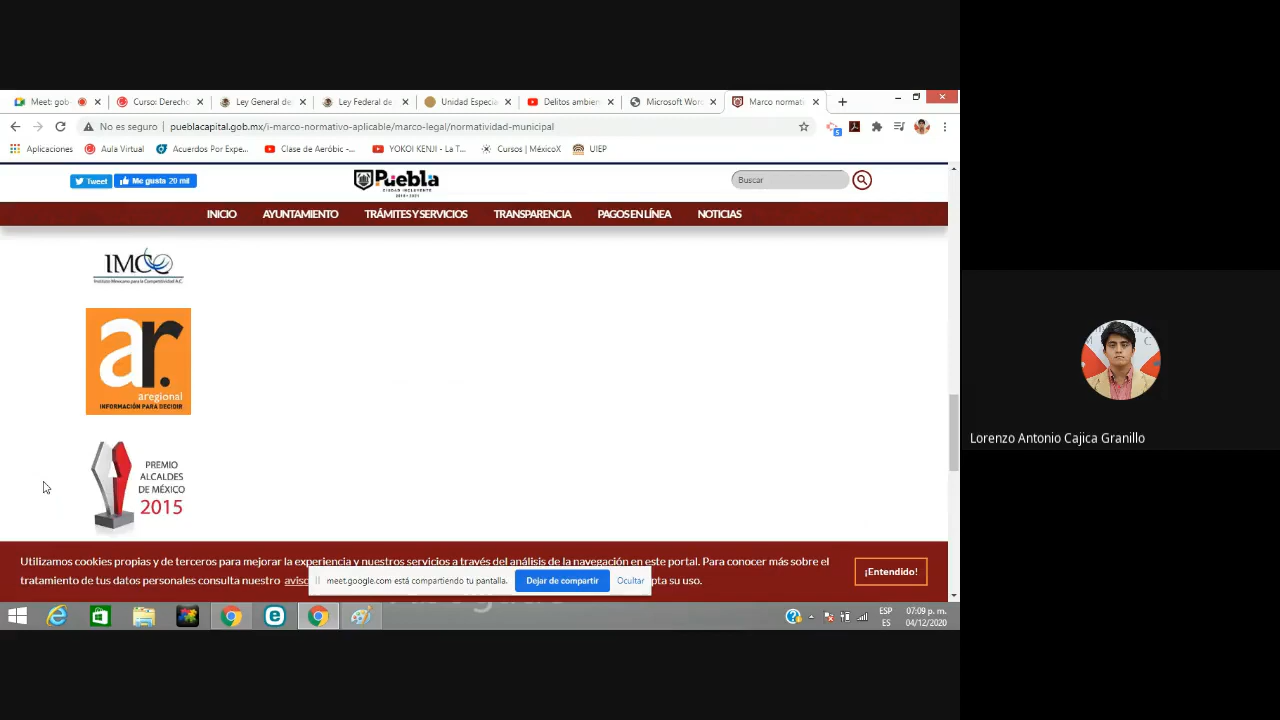 Meet: gob
Curso: Derecho
Ley General de
Ley Federal de
Unidad Especia
Delitos ambien
Microsoft Word
Marco normati
No es seguro
pueblacapital.gob.mx/i-marco-normativo-aplicable/marco-legal/normatividad-municipal
Aplicaciones
Aula Virtual
Acuerdos Por Expe...
Clase de Aeróbic -...
YOKOI KENJI - La T...
Cursos | MéxicoX
UIEP
Tweet
Me gusta 20 mil
Puebla
CIUDAD INCLUYENTE
Buscar
INICIO
AYUNTAMIENTO
TRÁMITES Y SERVICIOS
TRANSPARENCIA
PAGOS EN LÍNEA
NOTICIAS
IMCO
Instituto Mexicano para la Competitividad A.C.
ar.
aregional
INFORMACIÓN PARA DECIDIR
PREMIO
ALCALDES
DE MÉXICO
2015
Utilizamos cookies propias y de terceros para mejorar la experiencia y nuestros servicios a través del análisis de la navegación en este portal. Para conocer más sobre el
tratamiento de tus datos personales consulta nuestro aviso
pta su uso.
¡Entendido!
meet.google.com está compartiendo tu pantalla.
Dejar de compartir
Ocultar
ESP
ES
07:09 p. m.
04/12/2020
Lorenzo Antonio Cajica Granillo